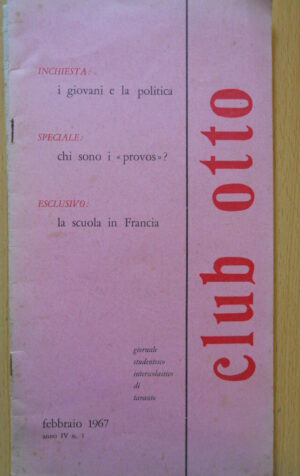 INCHIESTA:
i giovani e la politica
SPECIALE:
chi sono i «provos»?
ESCLUSIVO:
la scuola in Francia
club otto
giornale
studentesco
interscolastico
di
taranto
febbraio 1967
anno IV n. 1